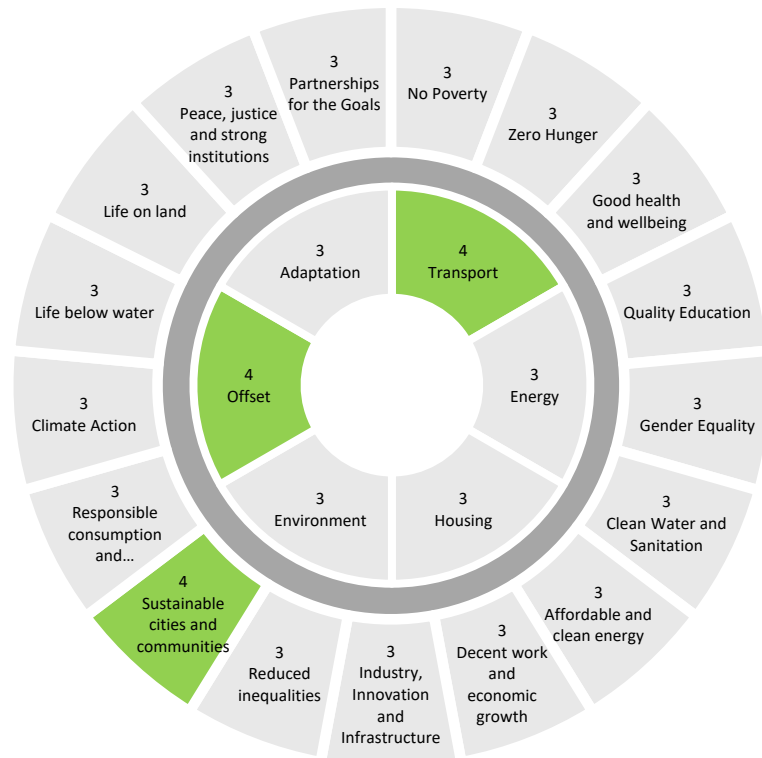 3
No Poverty
3
Zero Hunger
3
Good health
and wellbeing
3
Quality Education
3
Gender Equality
3
Clean Water and
Sanitation
3
Affordable and
clean energy
3
Decent work
and
economic
growth
3
Industry,
Innovation
and
Infrastructure
3
Reduced
inequalities
4
Sustainable
cities and
communities
3
Responsible
consumption
and...
3
Climate Action
3
Life below water
3
Life on land
3
Peace, justice
and strong
institutions
3
Partnerships
for the Goals
4
Transport
3
Energy
3
Housing
3
Environment
4
Offset
3
Adaptation